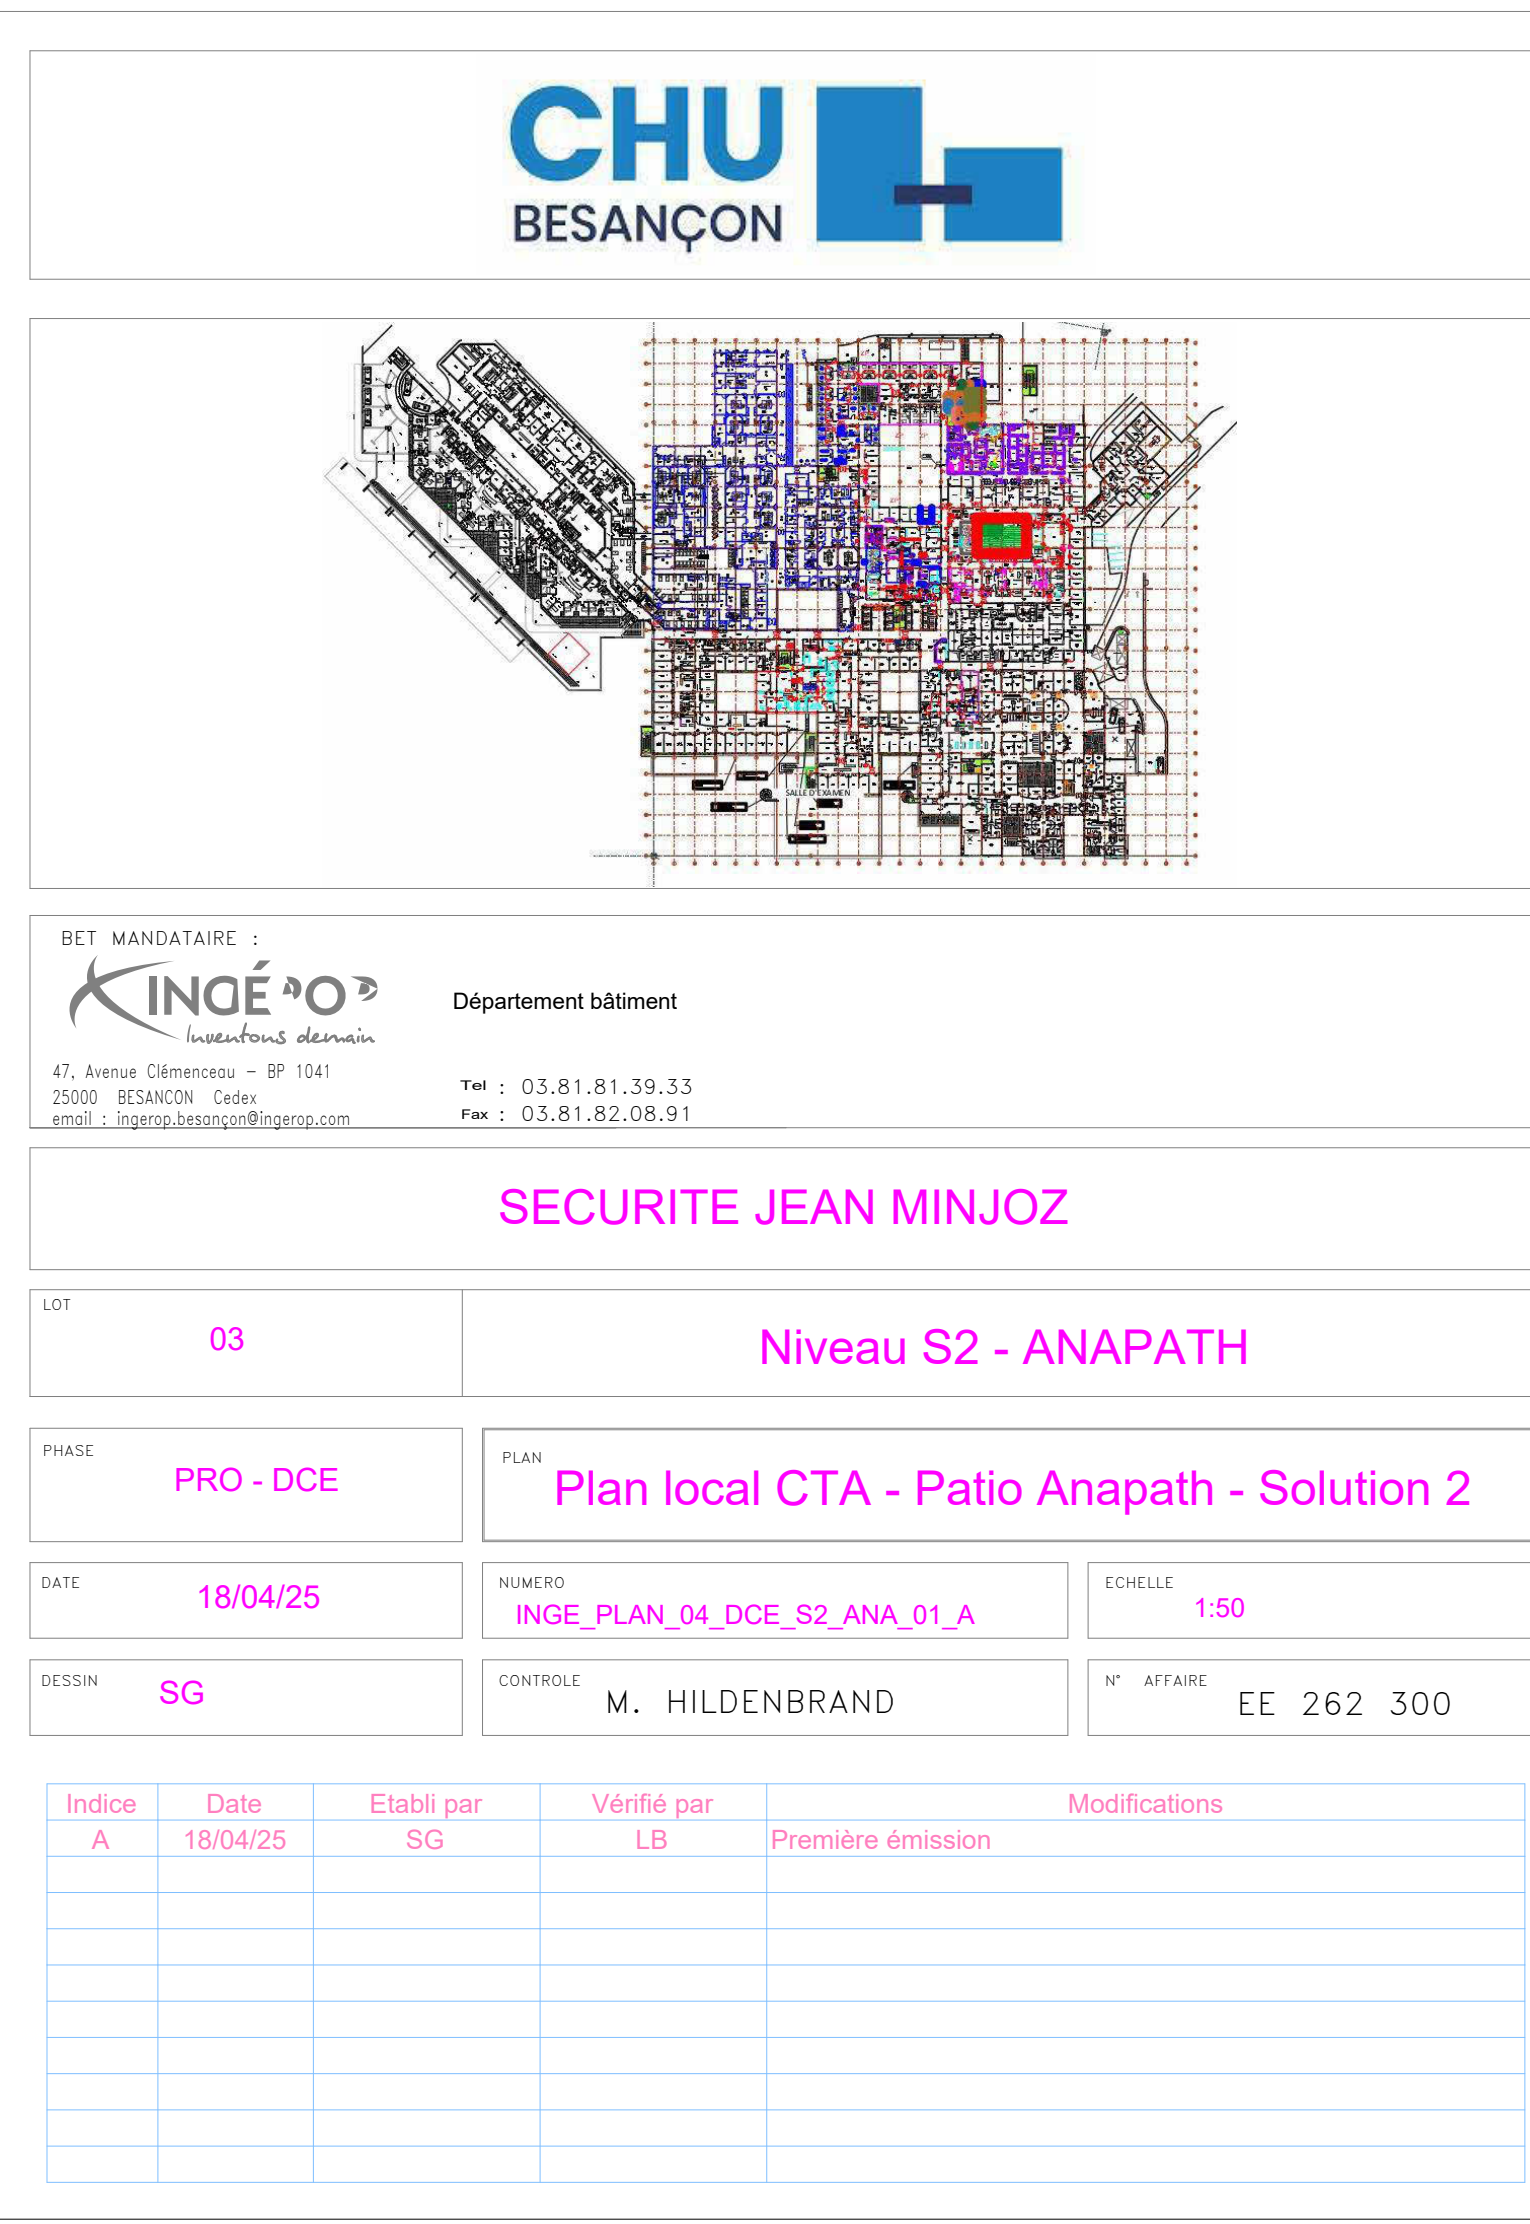 CHU
BESANÇON
SALLE D'EXAMEN
BET MANDATAIRE :
INGÉROP
Inventons demain
Département bâtiment
47, Avenue Clémenceau – BP 1041
25000 BESANCON Cedex
email : ingerop.besançon@ingerop.com
Tel : 03.81.81.39.33
Fax : 03.81.82.08.91
SECURITE JEAN MINJOZ
LOT
03
Niveau S2 - ANAPATH
PHASE
PRO - DCE
PLAN
Plan local CTA - Patio Anapath - Solution 2
DATE
18/04/25
NUMERO
INGE_PLAN_04_DCE_S2_ANA_01_A
ECHELLE
1:50
DESSIN
SG
CONTROLE
M. HILDENBRAND
N° AFFAIRE
EE 262 300
Indice Date Etabli par Vérifié par Modifications
A 18/04/25 SG LB Première émission